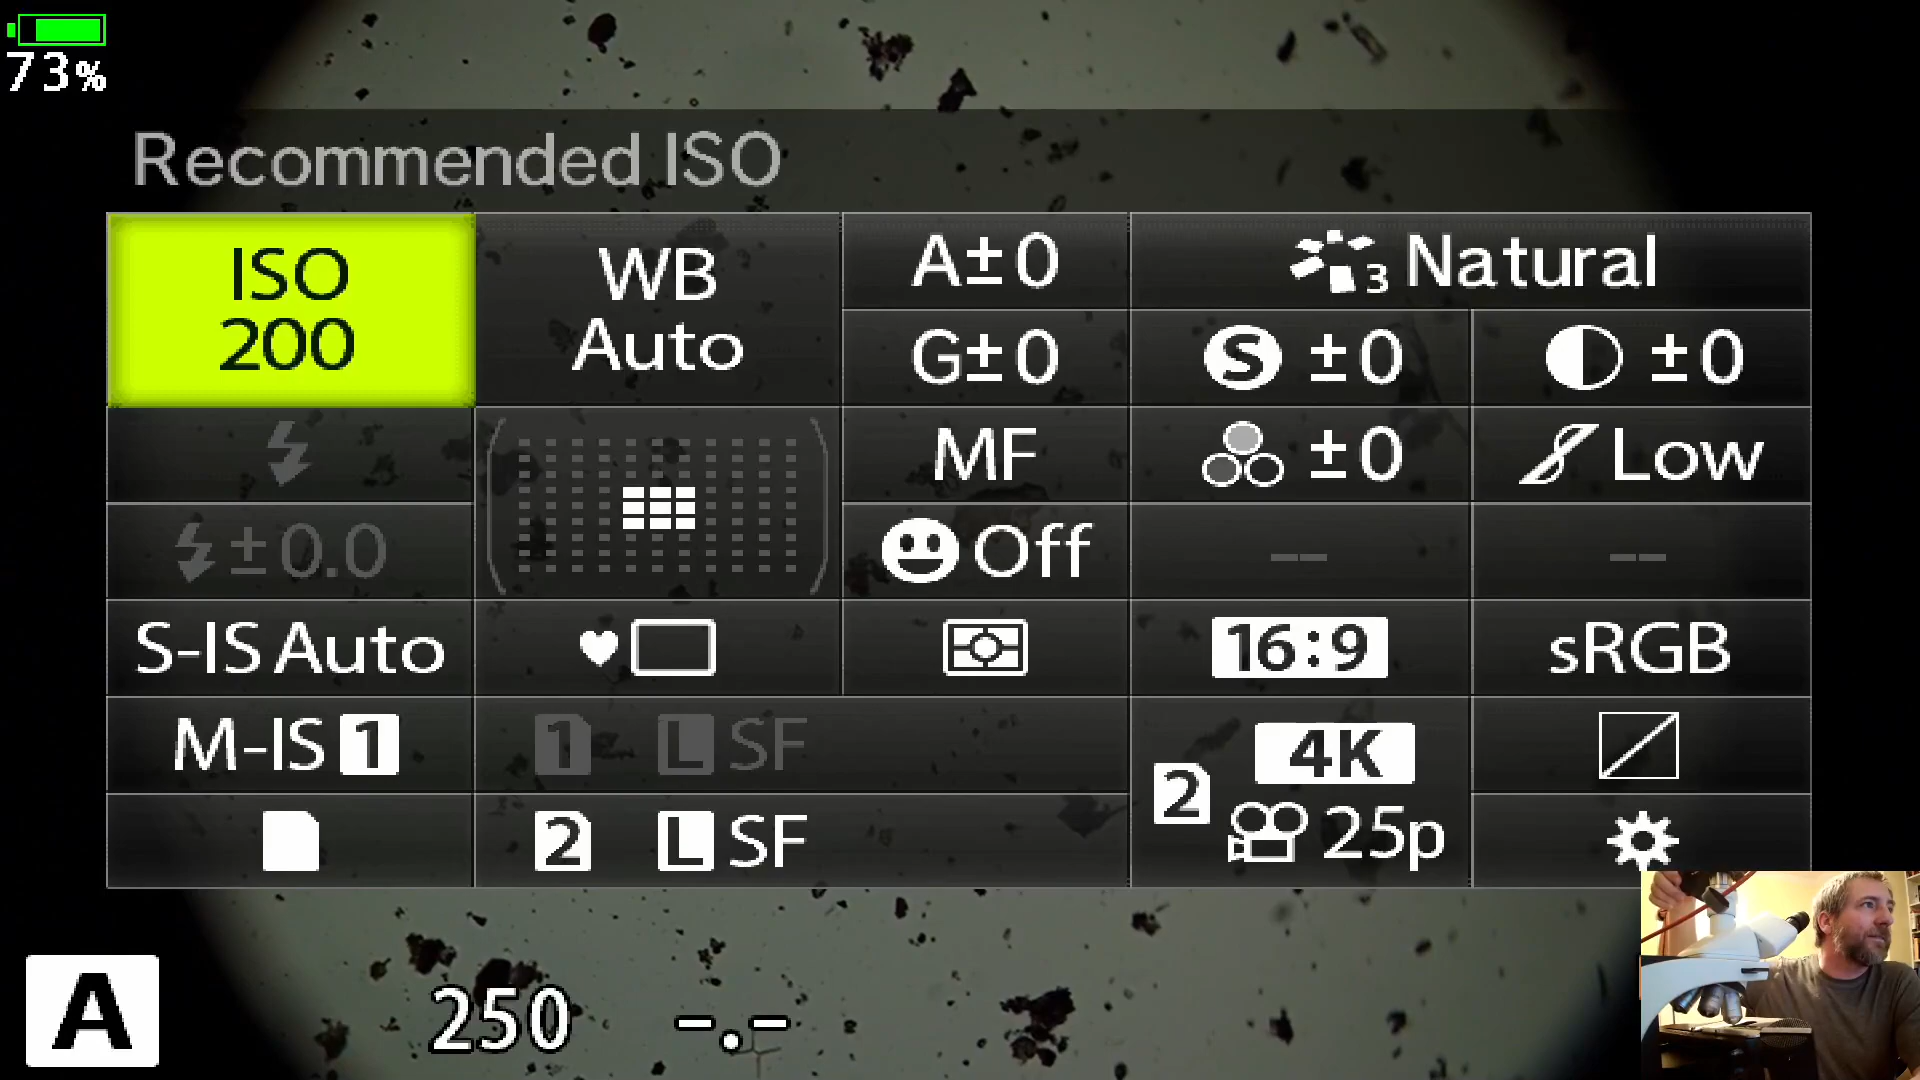 73%
Recommended ISO
ISO
200
WB
Auto
A±0
3 Natural
G±0
S ±0
±0
MF
±0
Low
±0.0
Off
--
--
S-IS Auto
16:9
sRGB
M-IS 1
1 L SF
2
4K
25p
2 L SF
A
250
-.-